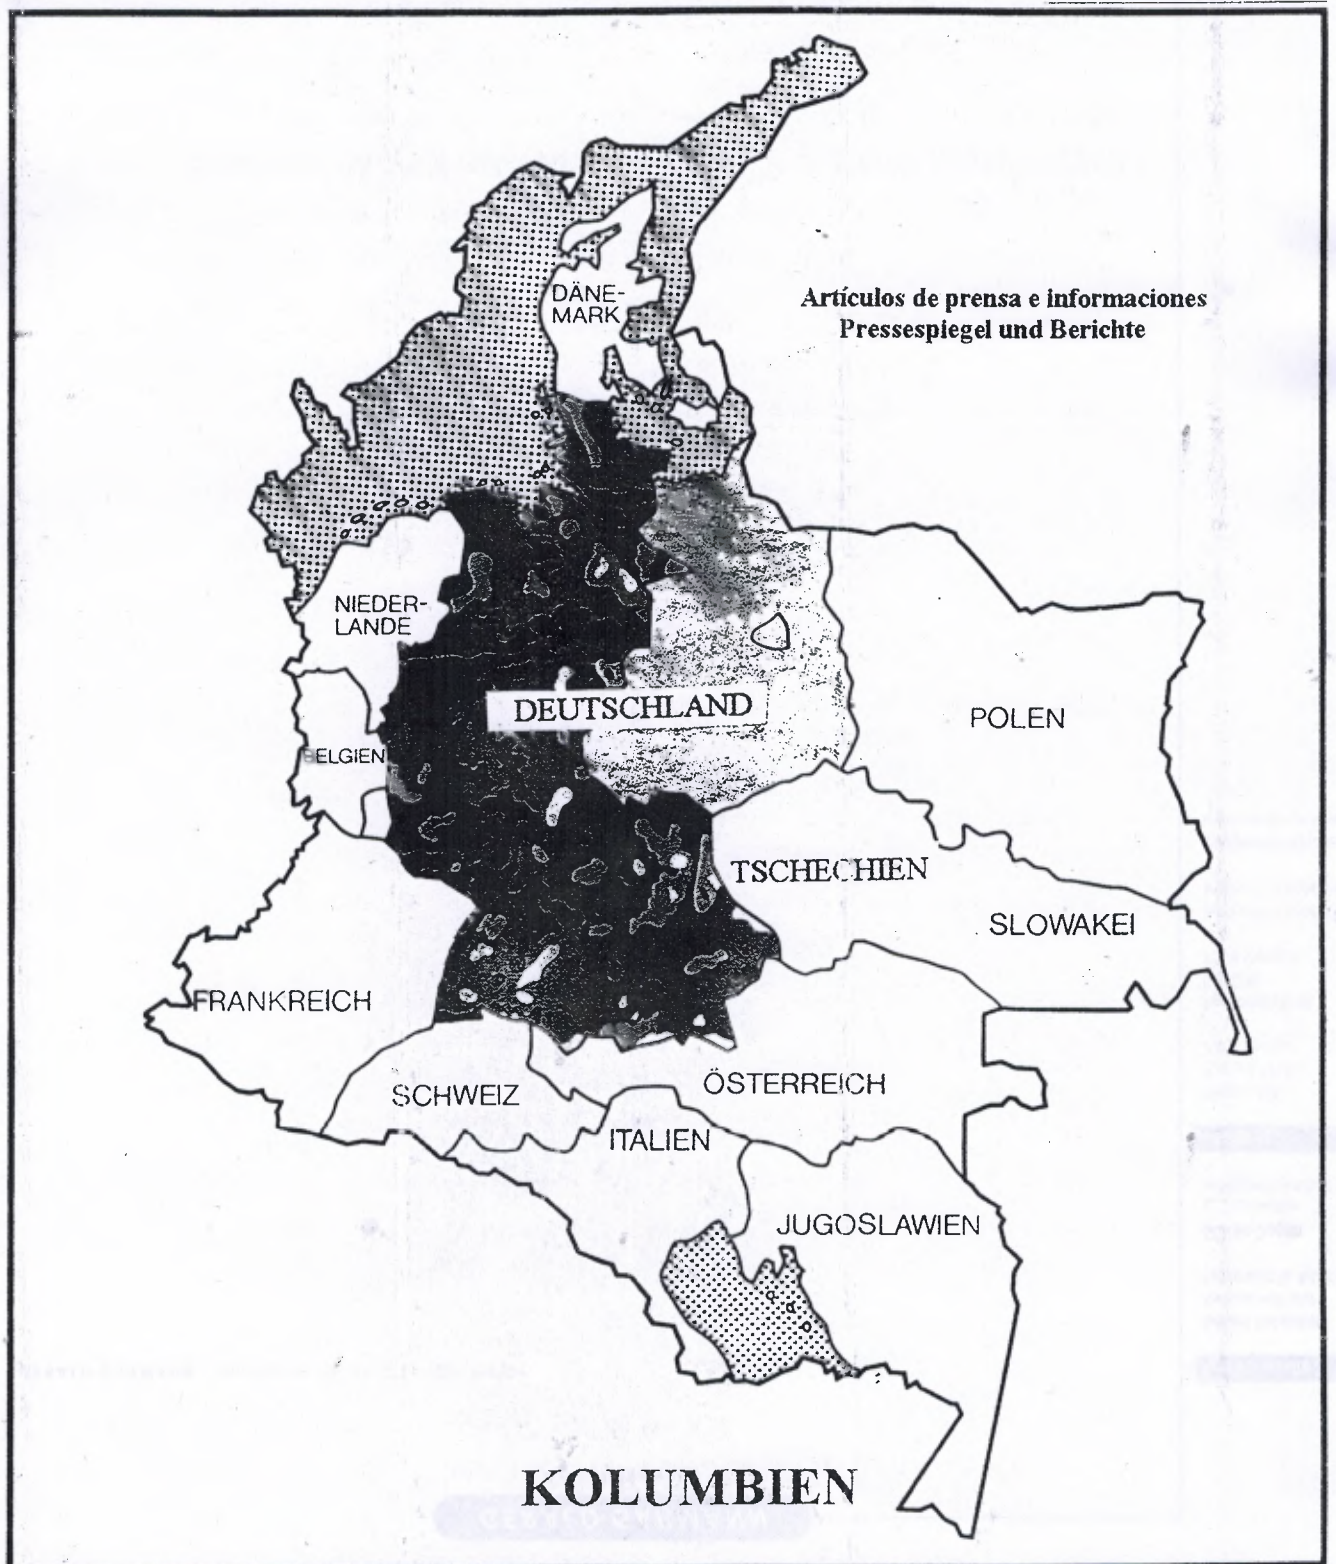 DÄNE-
MARK
Artículos de prensa e informaciones
Pressespiegel und Berichte
NIEDER-
LANDE
DEUTSCHLAND
POLEN
BELGIEN
TSCHECHIEN
SLOWAKEI
FRANKREICH
SCHWEIZ
ÖSTERREICH
ITALIEN
JUGOSLAWIEN
KOLUMBIEN